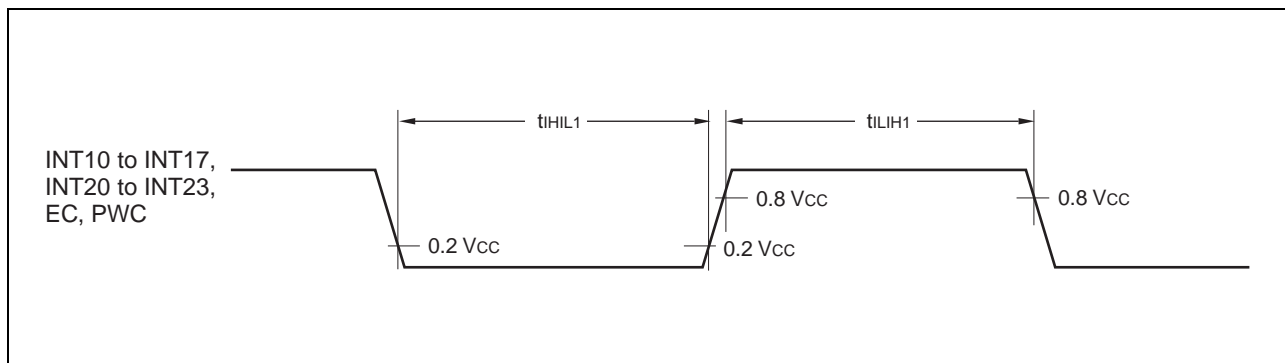 tIHIL1
tILIH1
INT10 to INT17,
INT20 to INT23,
EC, PWC
0.8 VCC
0.8 VCC
0.2 VCC
0.2 VCC